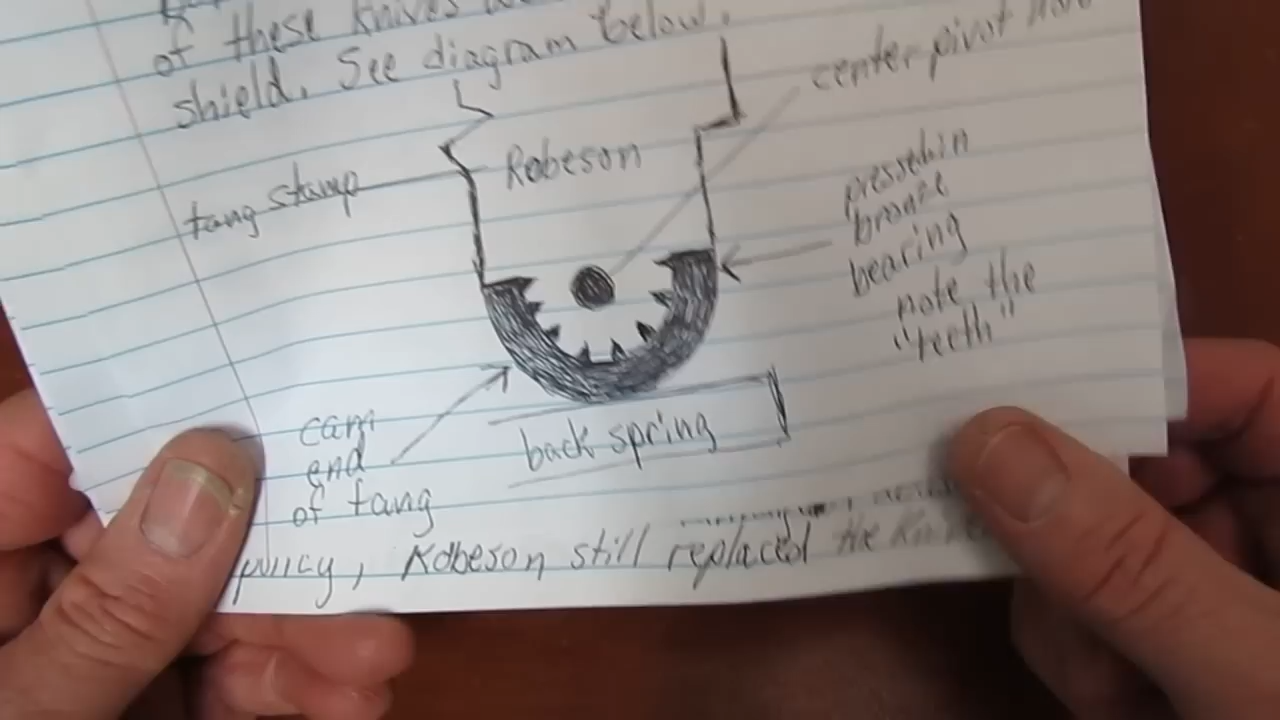 of these knives
shield. See diagram below.
center pivot
Robeson
tang stamp
pressed in
bronze
bearing
note the
"teeth"
cam
end
of tang
back spring
Robeson still replaced the